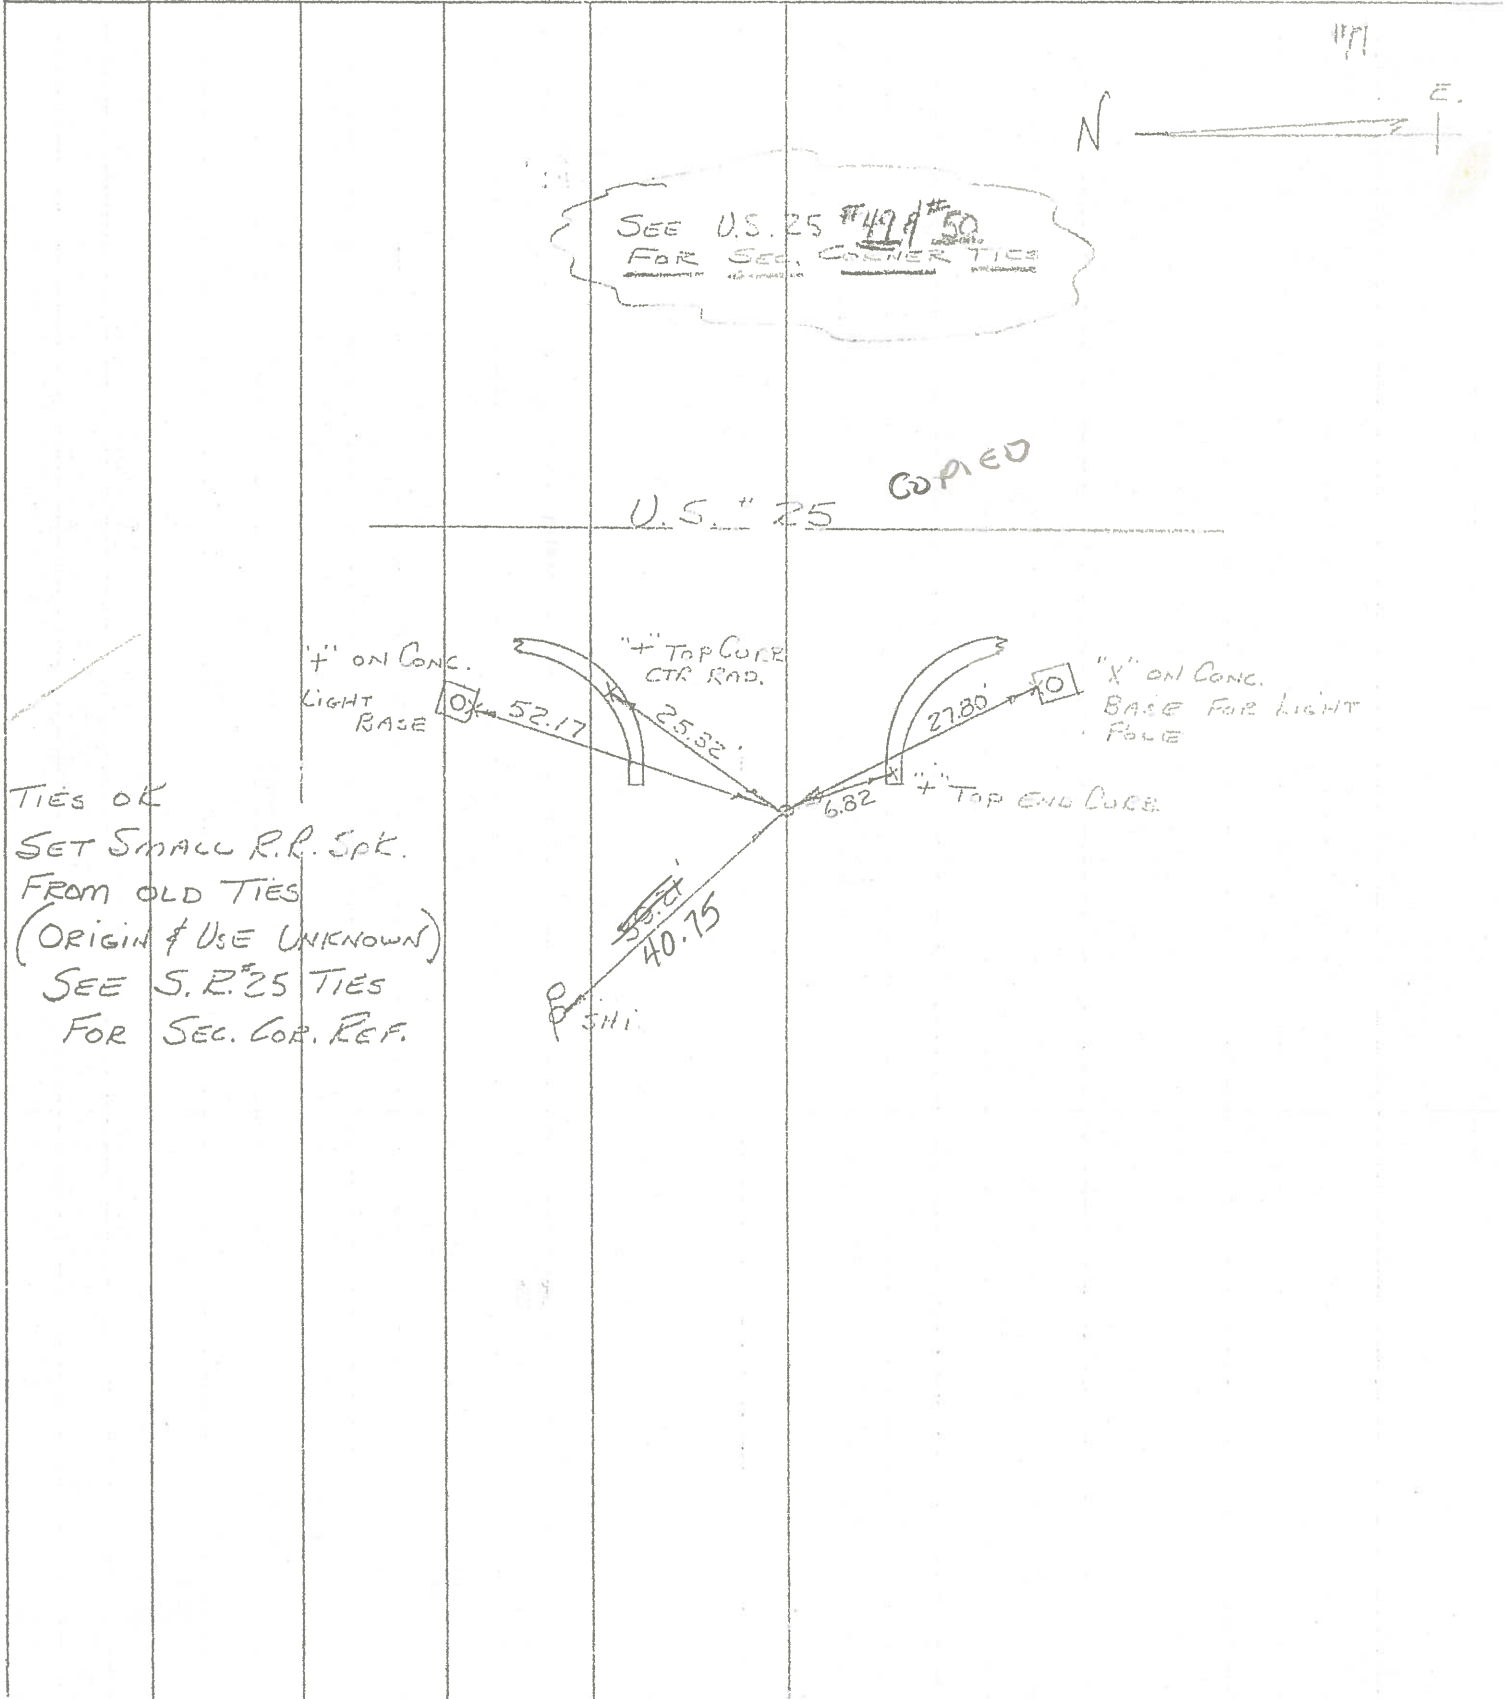 N
E.
SEE U.S. 25 #49 & #50
FOR SEC. CORNER TIES
COPIED
U.S. # 25
"+" ON CONC.
LIGHT
BASE
"+" TOP CURB
CTR RAD.
"X" ON CONC.
BASE FOR LIGHT
POLE
52.17
25.32'
27.80'
6.82
"+" TOP END CURB
TIES OK
SET SMALL R.R. SPK.
FROM OLD TIES
(ORIGIN & USE UNKNOWN)
SEE S.R. #25 TIES
FOR SEC. COR. REF.
40.75